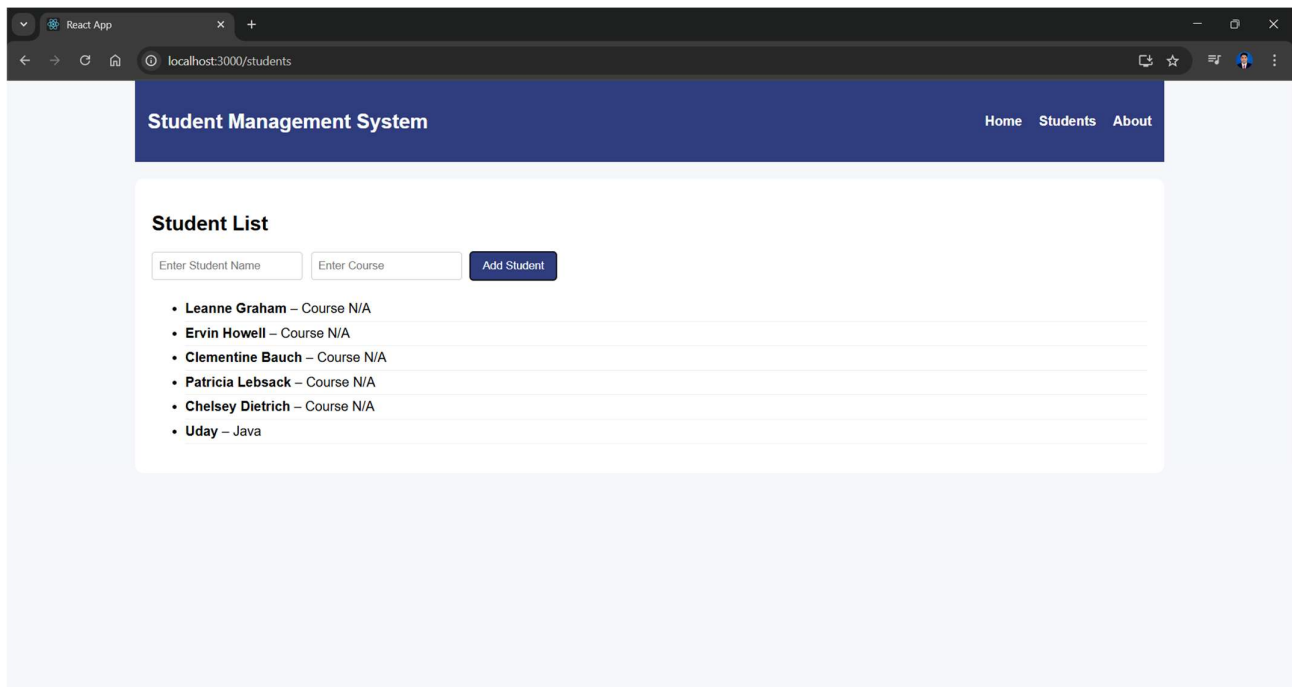 React App
localhost:3000/students
Student Management System
Home Students About
Student List
Enter Student Name Enter Course Add Student
• Leanne Graham – Course N/A
• Ervin Howell – Course N/A
• Clementine Bauch – Course N/A
• Patricia Lebsack – Course N/A
• Chelsey Dietrich – Course N/A
• Uday – Java